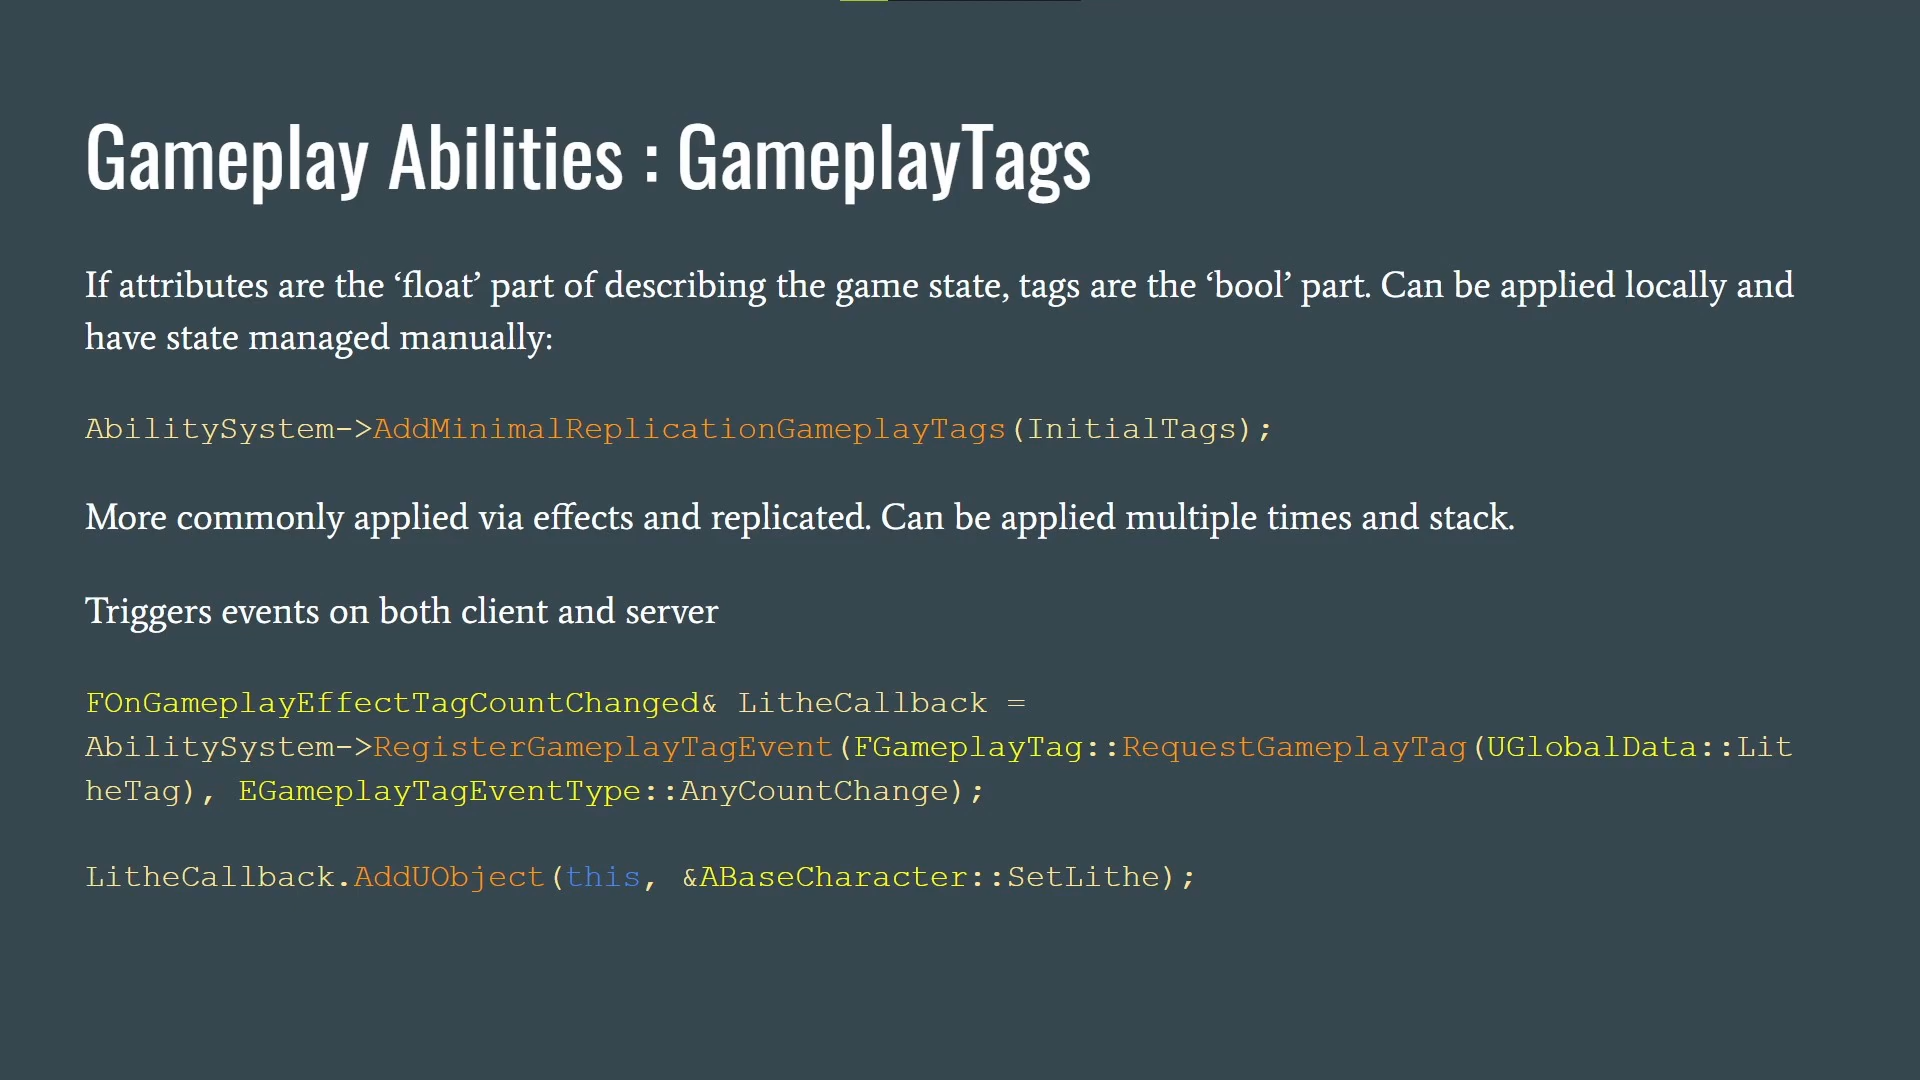 Gameplay Abilities : GameplayTags
If attributes are the ‘float’ part of describing the game state, tags are the ‘bool’ part. Can be applied locally and
have state managed manually:
AbilitySystem->AddMinimalReplicationGameplayTags(InitialTags);
More commonly applied via effects and replicated. Can be applied multiple times and stack.
Triggers events on both client and server
FOnGameplayEffectTagCountChanged& LitheCallback =
AbilitySystem->RegisterGameplayTagEvent(FGameplayTag::RequestGameplayTag(UGlobalData::Lit
heTag), EGameplayTagEventType::AnyCountChange);
LitheCallback.AddUObject(this, &ABaseCharacter::SetLithe);